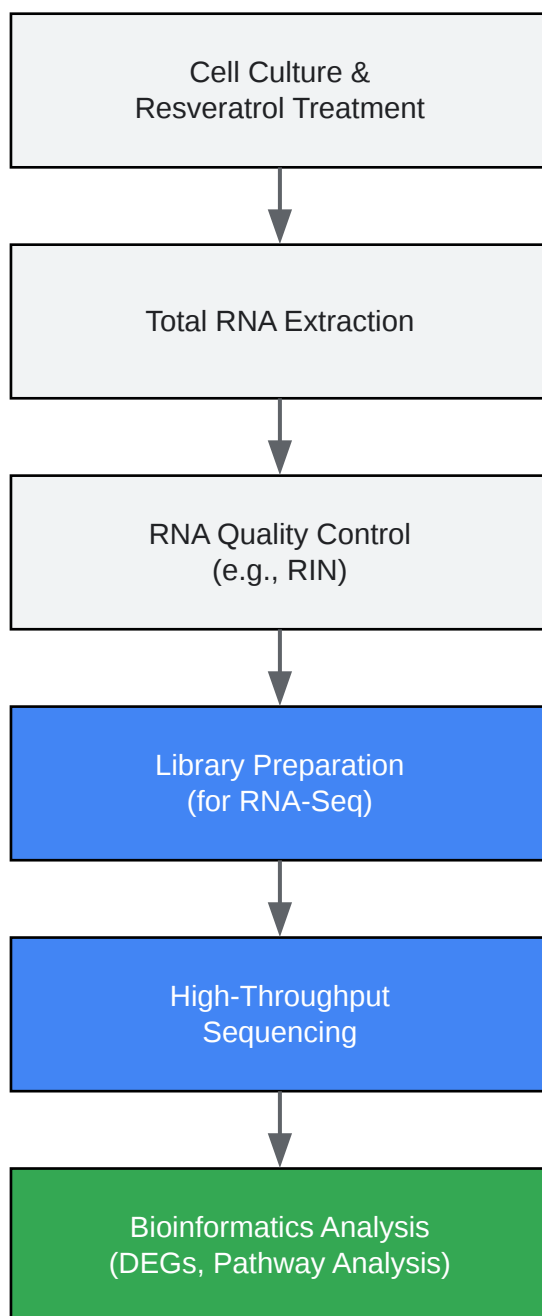 Cell Culture &
Resveratrol Treatment
Total RNA Extraction
RNA Quality Control
(e.g., RIN)
Library Preparation
(for RNA-Seq)
High-Throughput
Sequencing
Bioinformatics Analysis
(DEGs, Pathway Analysis)